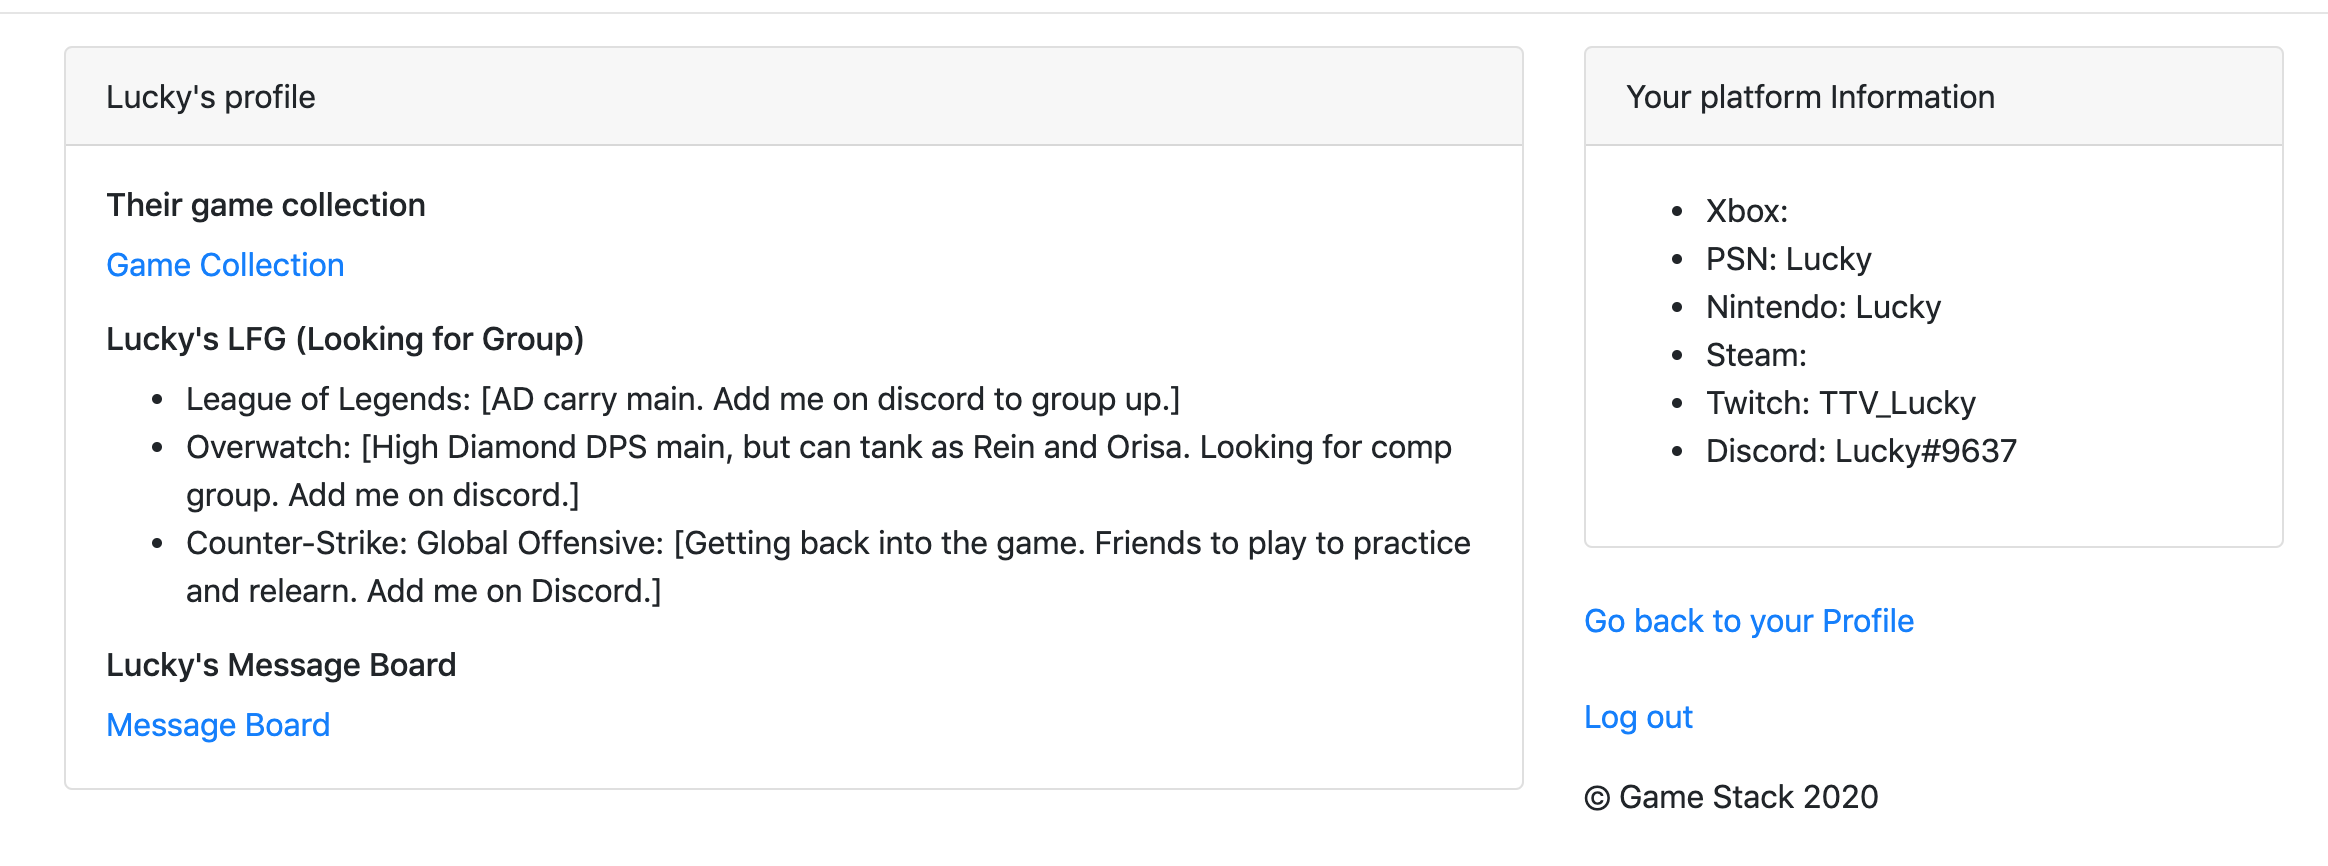 Lucky's profile
Their game collection
Game Collection
Lucky's LFG (Looking for Group)
• League of Legends: [AD carry main. Add me on discord to group up.]
• Overwatch: [High Diamond DPS main, but can tank as Rein and Orisa. Looking for comp
group. Add me on discord.]
• Counter-Strike: Global Offensive: [Getting back into the game. Friends to play to practice
and relearn. Add me on Discord.]
Lucky's Message Board
Message Board
Your platform Information
• Xbox:
• PSN: Lucky
• Nintendo: Lucky
• Steam:
• Twitch: TTV_Lucky
• Discord: Lucky#9637
Go back to your Profile
Log out
© Game Stack 2020